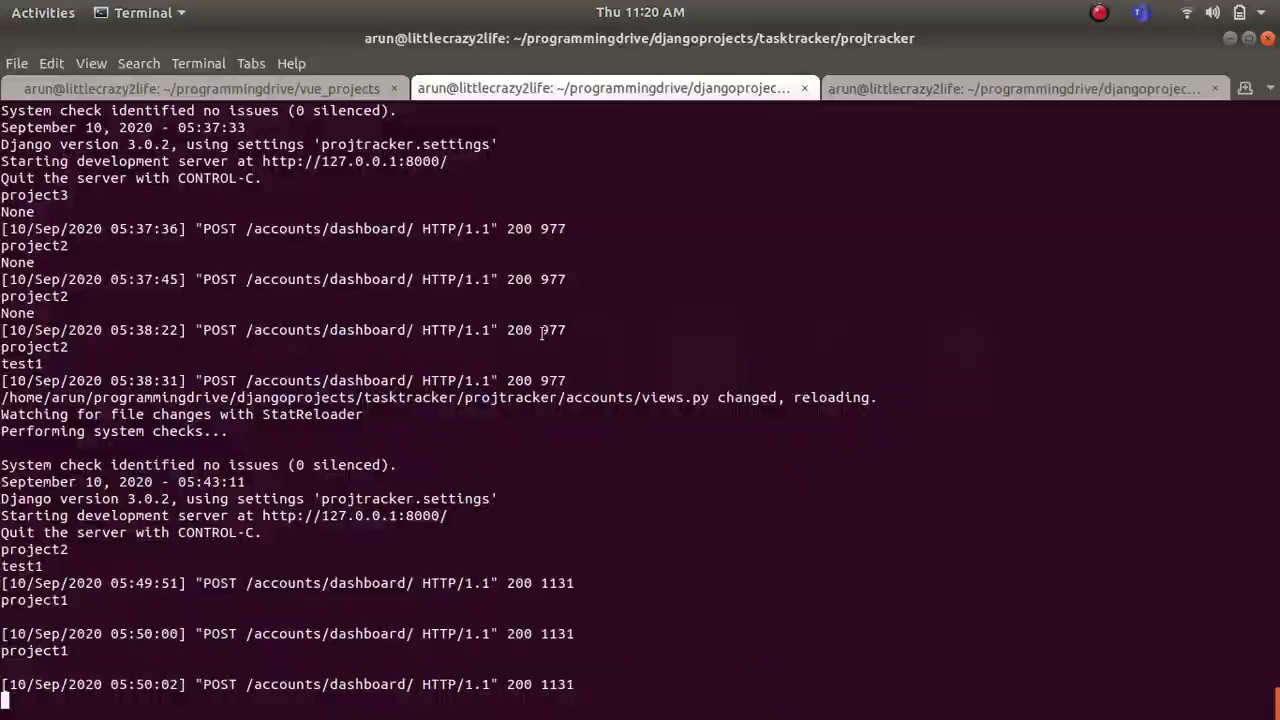 Activities Terminal Thu 11:20 AM
arun@littlecrazy2life: ~/programmingdrive/djangoprojects/tasktracker/projtracker
File Edit View Search Terminal Tabs Help
arun@littlecrazy2life: ~/programmingdrive/vue_projects × arun@littlecrazy2life: ~/programmingdrive/djangoprojec... × arun@littlecrazy2life: ~/programmingdrive/djangoprojec... ×
System check identified no issues (0 silenced).
September 10, 2020 - 05:37:33
Django version 3.0.2, using settings 'projtracker.settings'
Starting development server at http://127.0.0.1:8000/
Quit the server with CONTROL-C.
project3
None
[10/Sep/2020 05:37:36] "POST /accounts/dashboard/ HTTP/1.1" 200 977
project2
None
[10/Sep/2020 05:37:45] "POST /accounts/dashboard/ HTTP/1.1" 200 977
project2
None
[10/Sep/2020 05:38:22] "POST /accounts/dashboard/ HTTP/1.1" 200 977
project2
test1
[10/Sep/2020 05:38:31] "POST /accounts/dashboard/ HTTP/1.1" 200 977
/home/arun/programmingdrive/djangoprojects/tasktracker/projtracker/accounts/views.py changed, reloading.
Watching for file changes with StatReloader
Performing system checks...
System check identified no issues (0 silenced).
September 10, 2020 - 05:43:11
Django version 3.0.2, using settings 'projtracker.settings'
Starting development server at http://127.0.0.1:8000/
Quit the server with CONTROL-C.
project2
test1
[10/Sep/2020 05:49:51] "POST /accounts/dashboard/ HTTP/1.1" 200 1131
project1
[10/Sep/2020 05:50:00] "POST /accounts/dashboard/ HTTP/1.1" 200 1131
project1
[10/Sep/2020 05:50:02] "POST /accounts/dashboard/ HTTP/1.1" 200 1131